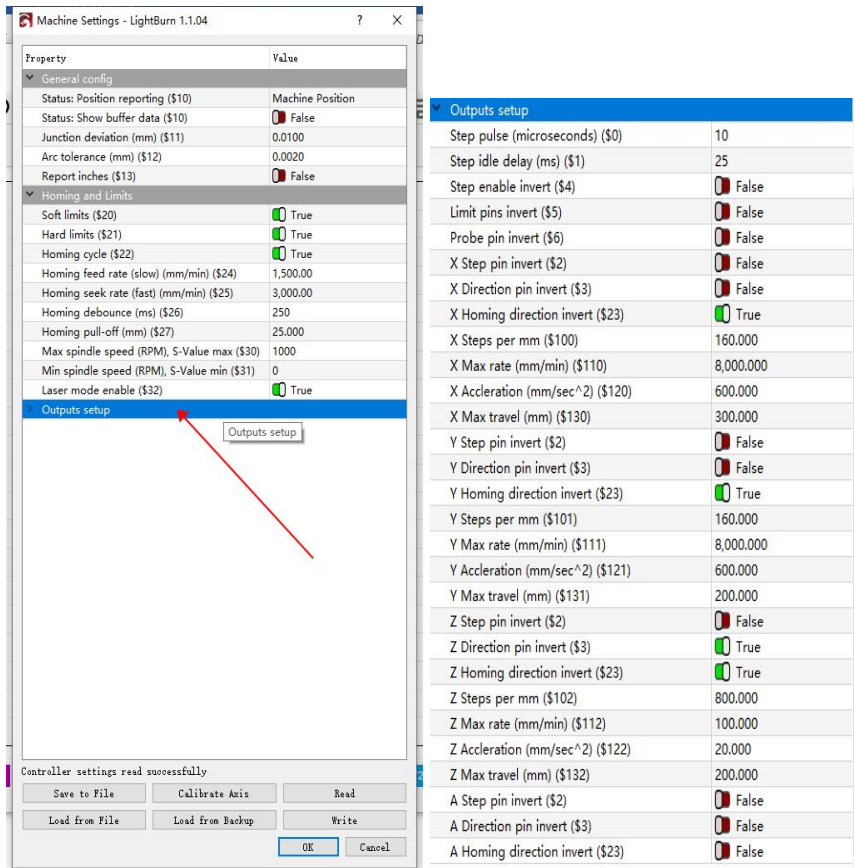 Machine Settings - LightBurn 1.1.04 ? X
Property Value
General config
Status: Position reporting ($10) Machine Position
Status: Show buffer data ($10) False
Junction deviation (mm) ($11) 0.0100
Arc tolerance (mm) ($12) 0.0020
Report inches ($13) False
Homing and Limits
Soft limits ($20) True
Hard limits ($21) True
Homing cycle ($22) True
Homing feed rate (slow) (mm/min) ($24) 1,500.00
Homing seek rate (fast) (mm/min) ($25) 3,000.00
Homing debounce (ms) ($26) 250
Homing pull-off (mm) ($27) 25.000
Max spindle speed (RPM), S-Value max ($30) 1000
Min spindle speed (RPM), S-Value min ($31) 0
Laser mode enable ($32) True
Outputs setup
Outputs setup
Controller settings read successfully
Save to File Calibrate Axis Read
Load from File Load from Backup Write
OK Cancel
Outputs setup
Step pulse (microseconds) ($0) 10
Step idle delay (ms) ($1) 25
Step enable invert ($4) False
Limit pins invert ($5) False
Probe pin invert ($6) False
X Step pin invert ($2) False
X Direction pin invert ($3) False
X Homing direction invert ($23) True
X Steps per mm ($100) 160.000
X Max rate (mm/min) ($110) 8,000.000
X Accleration (mm/sec^2) ($120) 600.000
X Max travel (mm) ($130) 300.000
Y Step pin invert ($2) False
Y Direction pin invert ($3) False
Y Homing direction invert ($23) True
Y Steps per mm ($101) 160.000
Y Max rate (mm/min) ($111) 8,000.000
Y Accleration (mm/sec^2) ($121) 600.000
Y Max travel (mm) ($131) 200.000
Z Step pin invert ($2) False
Z Direction pin invert ($3) True
Z Homing direction invert ($23) True
Z Steps per mm ($102) 800.000
Z Max rate (mm/min) ($112) 100.000
Z Accleration (mm/sec^2) ($122) 20.000
Z Max travel (mm) ($132) 200.000
A Step pin invert ($2) False
A Direction pin invert ($3) False
A Homing direction invert ($23) False